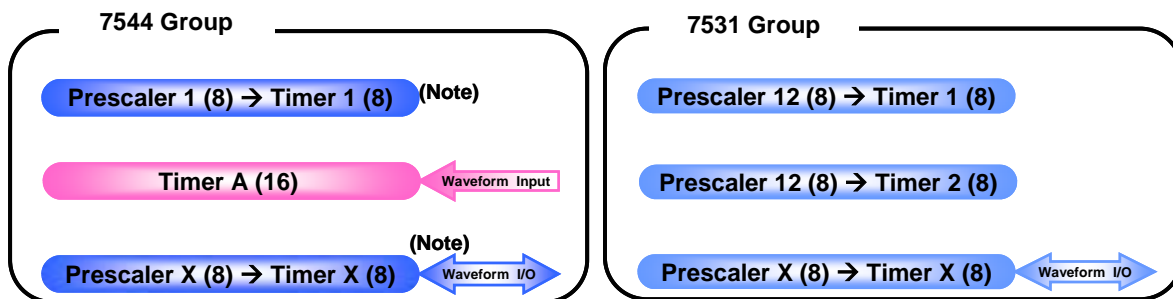 7544 Group
Prescaler 1 (8) → Timer 1 (8) (Note)
Timer A (16) Waveform Input
(Note)
Prescaler X (8) → Timer X (8) Waveform I/O
7531 Group
Prescaler 12 (8) → Timer 1 (8)
Prescaler 12 (8) → Timer 2 (8)
Prescaler X (8) → Timer X (8) Waveform I/O